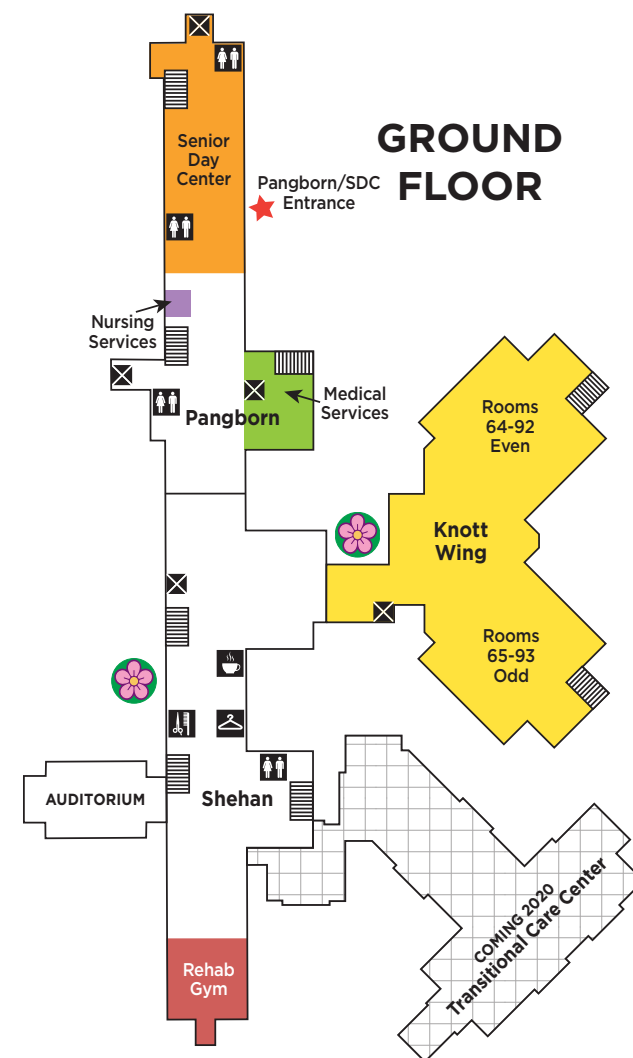 GROUND
FLOOR
Senior
Day
Center
Pangborn/SDC
Entrance
Nursing
Services
Medical
Services
Pangborn
Rooms
64-92
Even
Knott
Wing
Rooms
65-93
Odd
AUDITORIUM
Shehan
COMING 2020
Transitional Care Center
Rehab
Gym